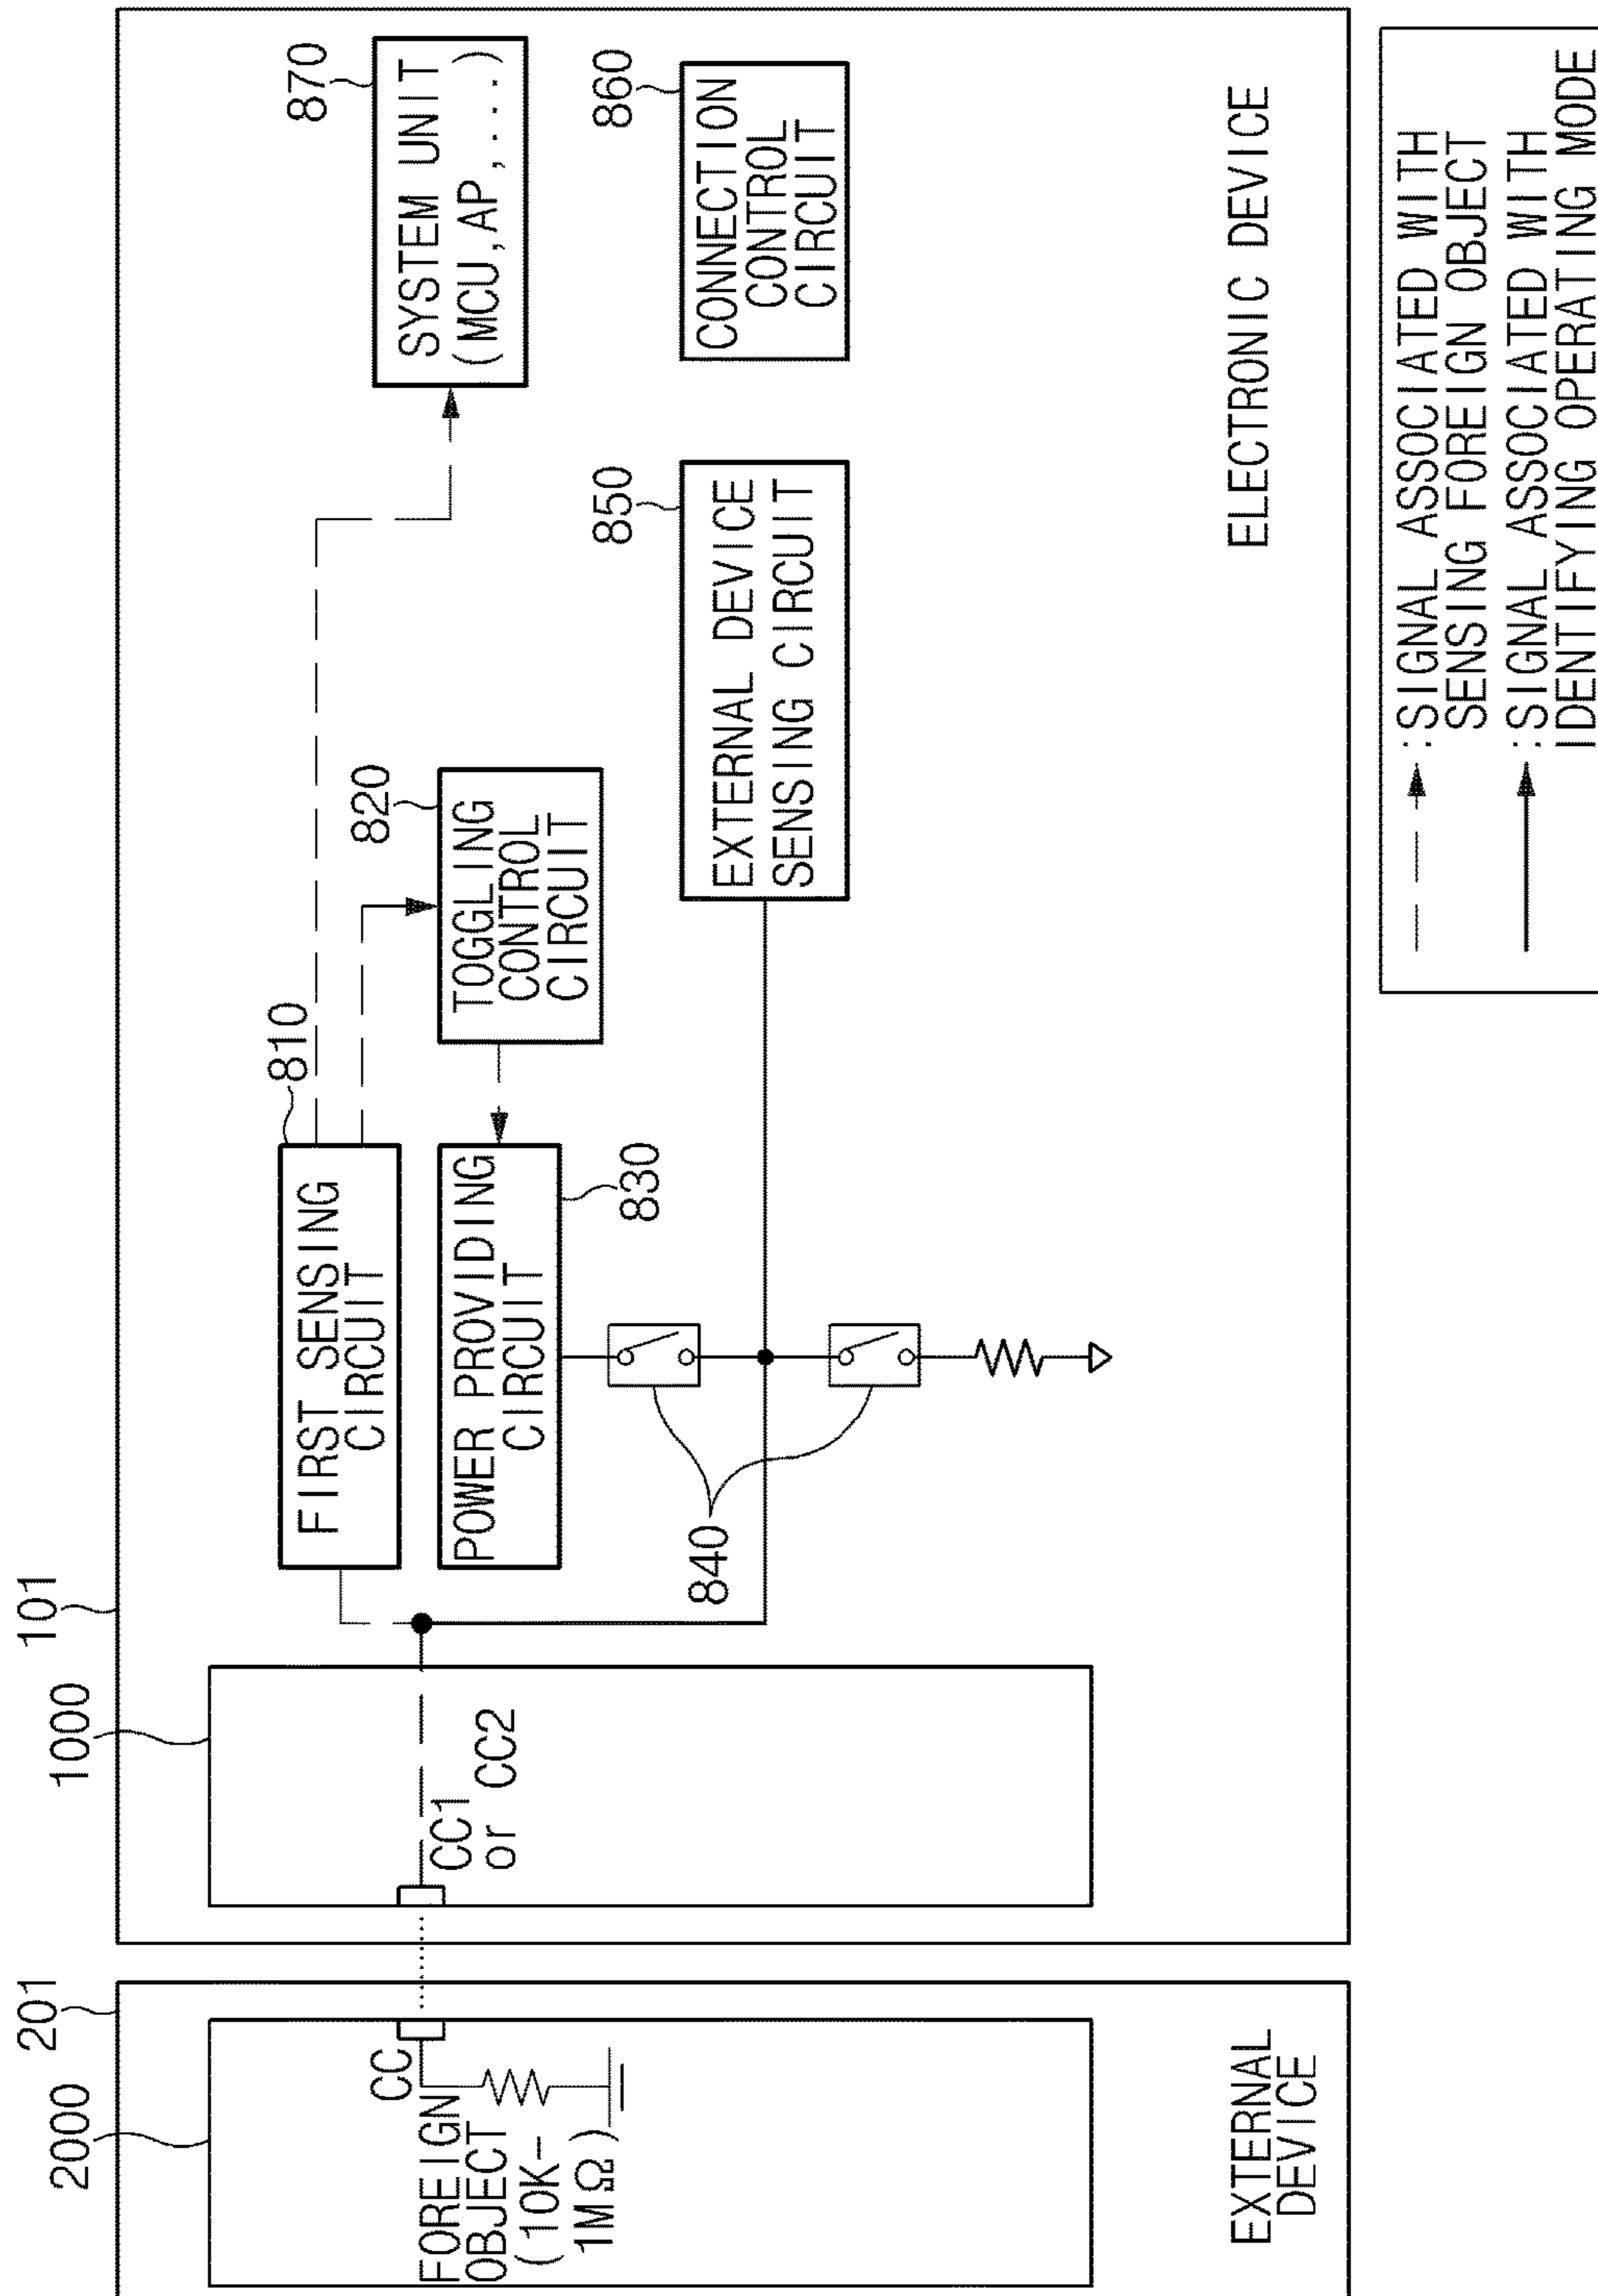 2000
201
FOREIGN
OBJECT
(10K-
1MΩ)
CC
EXTERNAL
DEVICE
1000
101
CC1
or CC2
810
FIRST SENSING
CIRCUIT
POWER PROVIDING
CIRCUIT
830
840
820
TOGGLING
CONTROL
CIRCUIT
850
EXTERNAL DEVICE
SENSING CIRCUIT
870
SYSTEM UNIT
(MCU,AP,...)
860
CONNECTION
CONTROL
CIRCUIT
ELECTRONIC DEVICE
:SIGNAL ASSOCIATED WITH
SENSING FOREIGN OBJECT
:SIGNAL ASSOCIATED WITH
IDENTIFYING OPERATING MODE